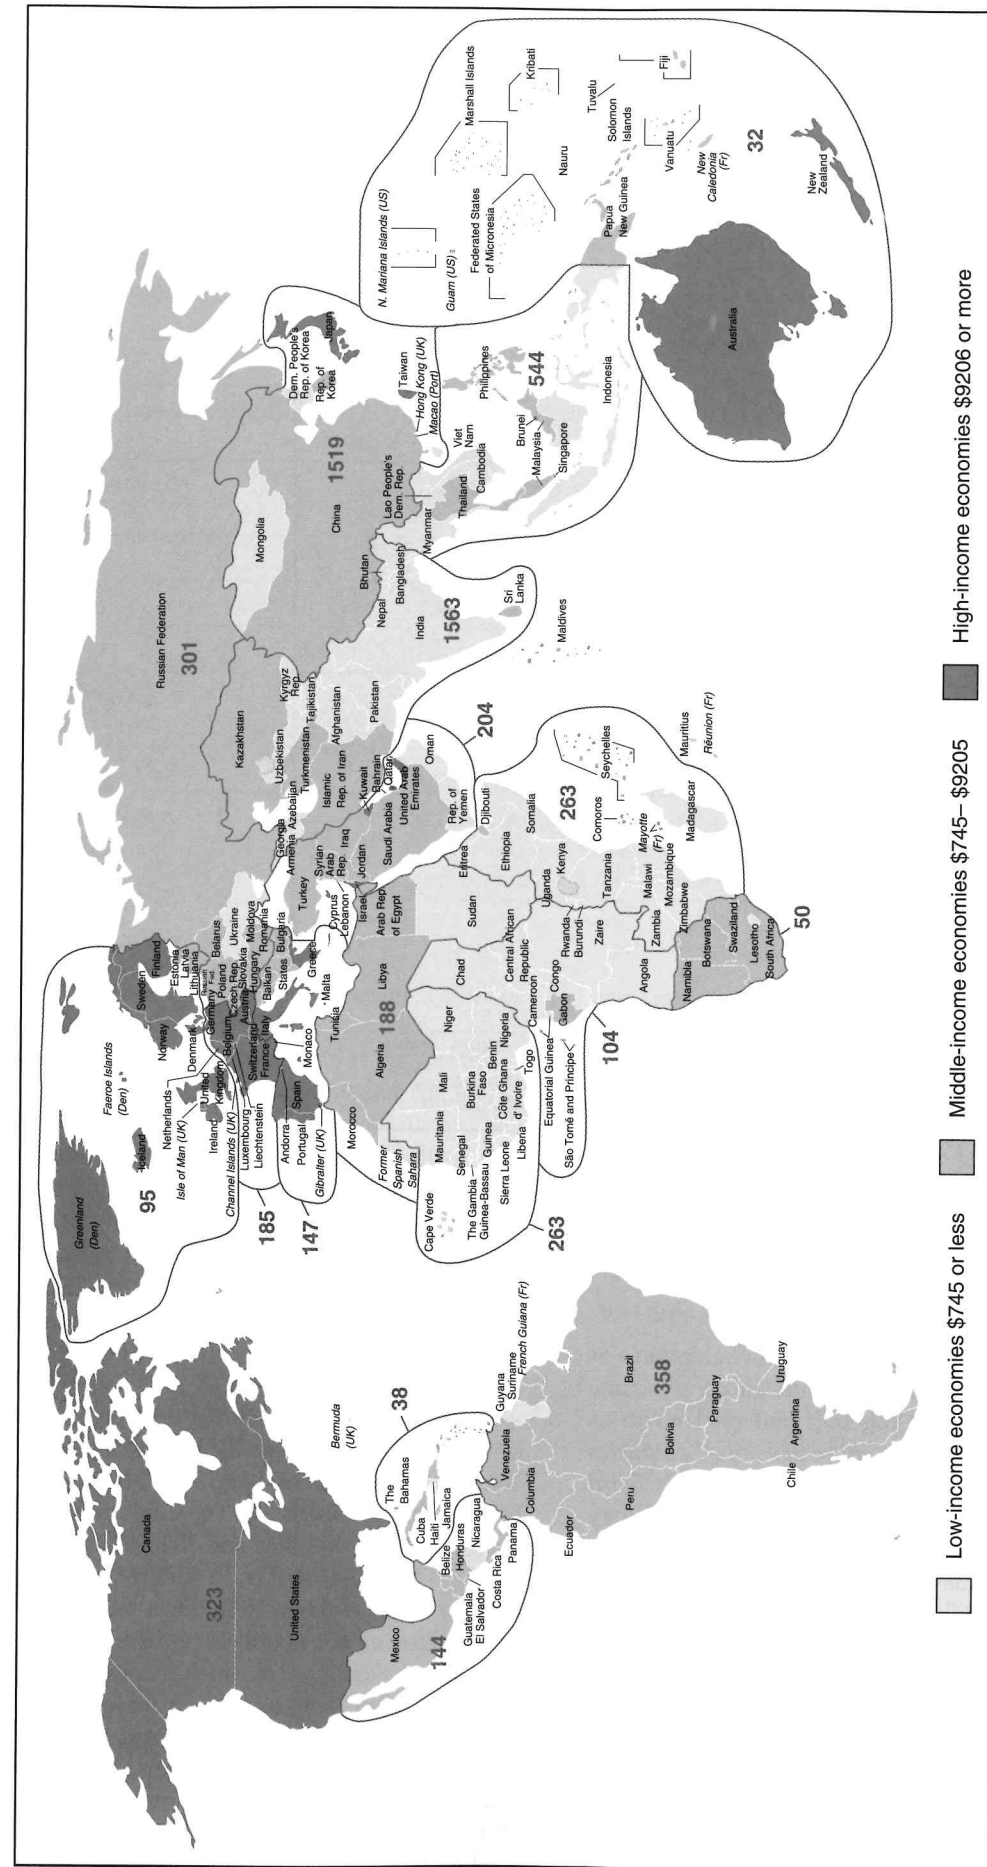 Greenland
(Den)
Iceland
Faeroe Islands
(Den)
95
Norway
Sweden
Finland
Denmark
Estonia
Latvia
Lithuania
Netherlands
Isle of Man (UK)
United
Kingdom
Ireland
Channel Islands (UK)
Luxembourg
Liechtenstein
185
Belgium
Germany
Poland
Czech Rep.
Slovakia
Austria
Hungary
Switzerland
France
Italy
Monaco
Andorra
Portugal
Spain
Gibralter (UK)
147
Malta
Greece
Balkan
States
Bulgaria
Romania
Moldova
Ukraine
Belarus
Russian Federation
301
Kazakhstan
Uzbekistan
Turkmenistan
Kyrgyz
Rep.
Tajikistan
Georgia
Armenia
Azebaijan
Turkey
Cyprus
Lebanon
Israel
Syrian
Arab
Rep.
Jordan
Iraq
Islamic
Rep. of Iran
Kuwait
Bahrain
Qatar
United Arab
Emirates
Saudi Arabia
Oman
Rep. of
Yemen
204
Afghanistan
Pakistan
India
Nepal
Bhutan
Bangladesh
1563
Sri
Lanka
Maldives
Mongolia
China
1519
Dem. People's
Rep. of Korea
Rep. of
Korea
Japan
Taiwan
Hong Kong (UK)
Macao (Port)
Lao People's
Dem. Rep.
Myanmar
Thailand
Viet
Nam
Cambodia
Philippines
Brunei
Malaysia
Singapore
Indonesia
544
N. Mariana Islands (US)
Guam (US)
Marshall Islands
Federated States
of Micronesia
Kribati
Nauru
Tuvalu
Solomon
Islands
Papua
New Guinea
Vanuatu
Fiji
New
Caledonia
(Fr)
32
Australia
New
Zealand
Morocco
Algeria
Tunisia
Libya
Arab Rep.
of Egypt
188
Former
Spanish
Sahara
Cape Verde
Mauritania
Mali
Niger
Senegal
The Gambia
Guinea-Bassau
Guinea
Sierra Leone
Liberia
Côte
d' Ivoire
Burkina
Faso
Ghana
Togo
Benin
Nigeria
263
Chad
Central African
Republic
Cameroon
Equatorial Guinea
São Tomé and Principe
Gabon
Congo
Zaire
Angola
104
Sudan
Eritrea
Djibouti
Ethiopia
Somalia
Uganda
Kenya
Rwanda
Burundi
Tanzania
Malawi
Zambia
Mozambique
Zimbabwe
Comoros
Mayotte
(Fr)
Seychelles
Madagascar
Mauritius
Réunion (Fr)
263
Namibia
Botswana
Swaziland
Lesotho
South Africa
50
Canada
323
United States
Bermuda
(UK)
Mexico
144
Guatemala
El Salvador
Belize
Honduras
Nicaragua
Costa Rica
Panama
The
Bahamas
Cuba
Haiti
Jamaica
38
Guyana
Suriname
French Guiana (Fr)
Venezuela
Columbia
Ecuador
Peru
Brazil
358
Bolivia
Paraguay
Uruguay
Argentina
Chile
Low-income economies $745 or less
Middle-income economies $745– $9205
High-income economies $9206 or more